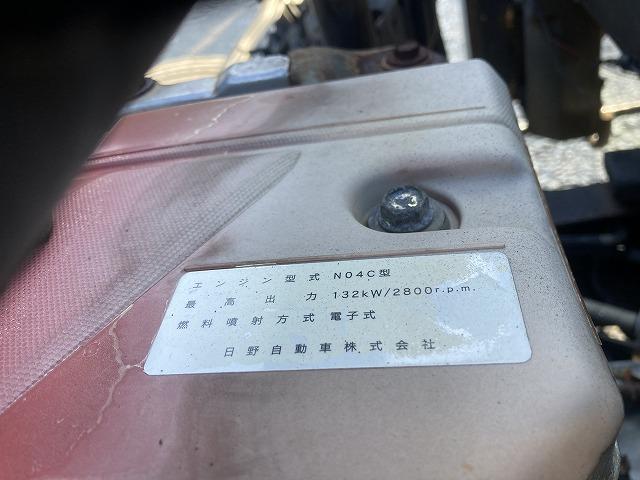 エンジン型式 N04C型
最高出力 132kW/2800r.p.m.
燃料噴射方式 電子式
日野自動車株式会社